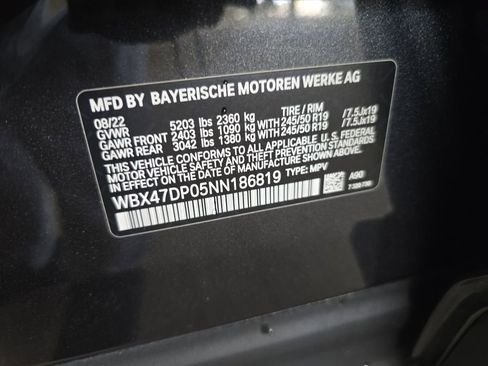 MFD BY BAYERISCHE MOTOREN WERKE AG
08/22 TIRE / RIM
GVWR 5203 lbs 2360 kg
GAWR FRONT 2403 lbs 1090 kg WITH 245/50 R19 /7.5Jx19
GAWR REAR 3042 lbs 1380 kg WITH 245/50 R19 /7.5Jx19
THIS VEHICLE CONFORMS TO ALL APPLICABLE U.S. FEDERAL
MOTOR VEHICLE SAFETY AND THEFT PREVENTION STANDARDS
IN EFFECT ON THE DATE OF MANUFACTURE SHOWN ABOVE.
WBX47DP05NN186819 TYPE: MPV
A90